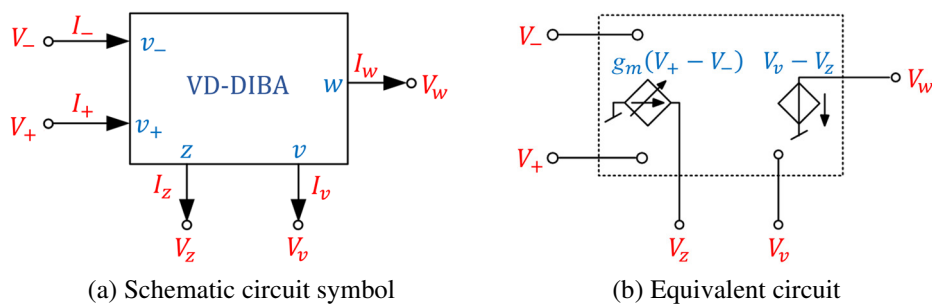 V_- I_- v_-
VD-DIBA
I_w
w V_w
V_+ I_+ v_+
z v
I_z I_v
V_z V_v
(a) Schematic circuit symbol
V_-
g_m(V_+ − V_-) V_v − V_z
V_w
V_+
V_z V_v
(b) Equivalent circuit